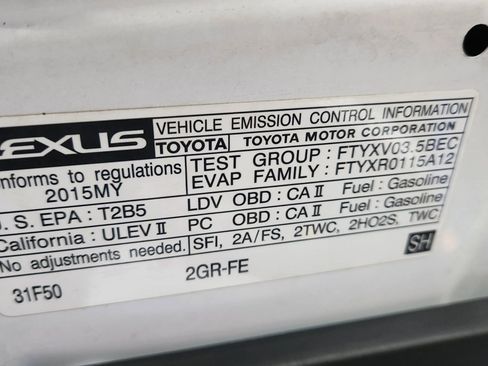 LEXUS VEHICLE EMISSION CONTROL INFORMATION
TOYOTA TOYOTA MOTOR CORPORATION
nforms to regulations TEST GROUP : FTYXV03.5BEC
2015MY EVAP FAMILY : FTYXR0115A12
.S. EPA : T2B5 LDV OBD : CA II Fuel : Gasoline
California : ULEV II PC OBD : CA II Fuel : Gasoline
No adjustments needed. SFI, 2A/FS, 2TWC, 2HO2S, TWC
31F50 2GR-FE SH